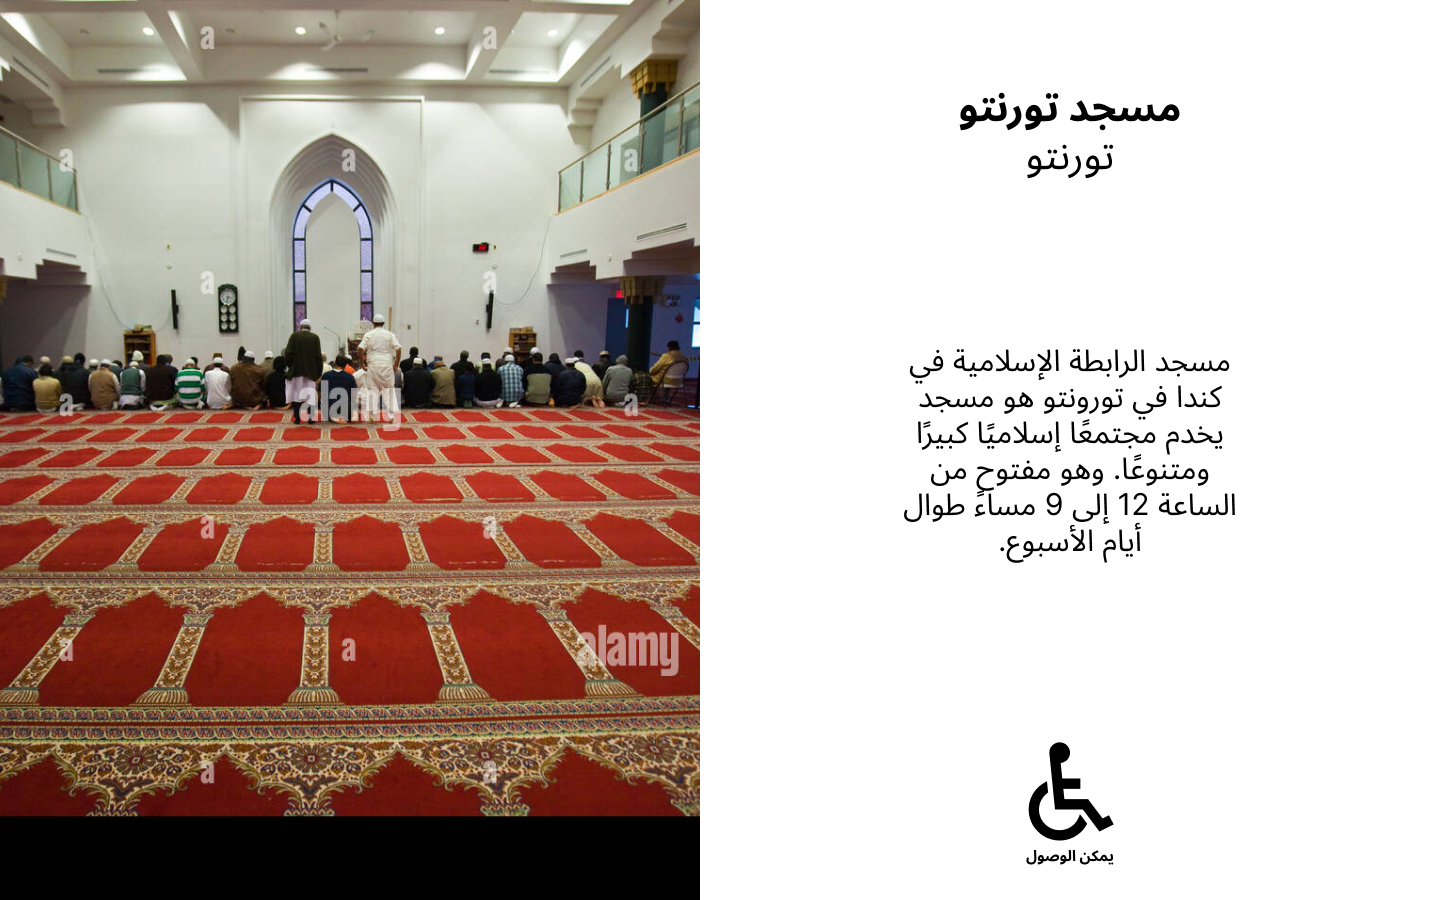 مسجد تورنتو
تورنتو
مسجد الرابطة الإسلامية في
كندا في تورونتو هو مسجد
يخدم مجتمعًا إسلاميًا كبيرًا
ومتنوعًا. وهو مفتوح من
الساعة 12 إلى 9 مساءً طوال
أيام الأسبوع.
يمكن الوصول
a a
a a
a a
alamy
a a
a a
alamy
a a
a a